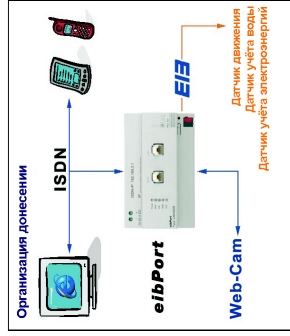 Организация донесении
ISDN
eibPort
EIB
Web-Cam
Датчик движения
Датчик учёта воды
Датчик учёта электроэнергий